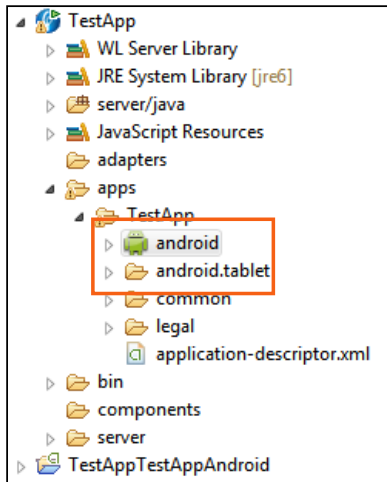 TestApp
WL Server Library
JRE System Library [jre6]
server/java
JavaScript Resources
adapters
apps
TestApp
android
android.tablet
common
legal
application-descriptor.xml
bin
components
server
TestAppTestAppAndroid